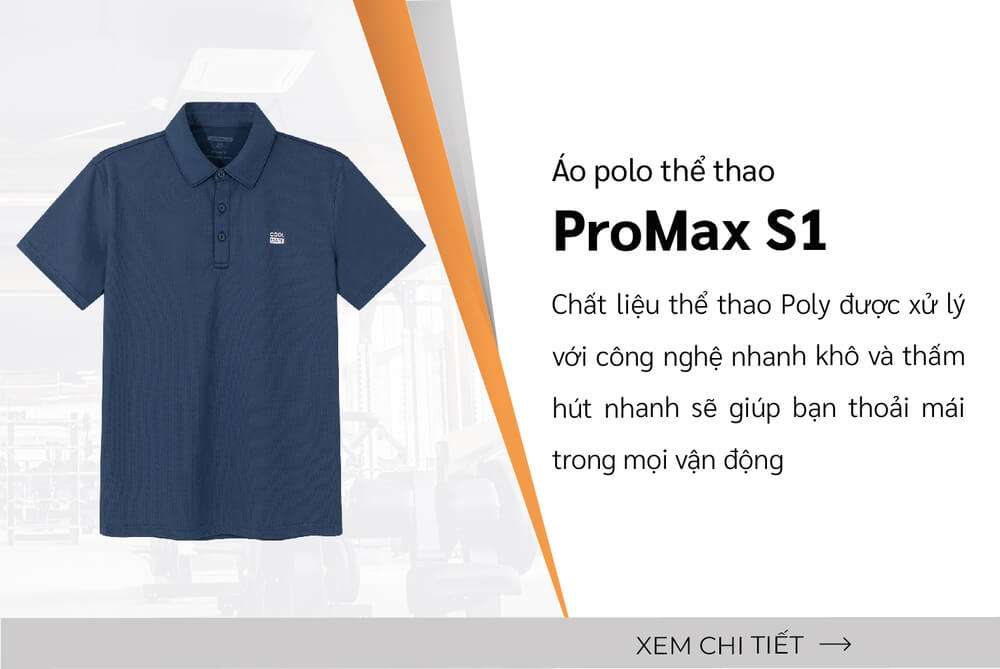 COOL
MATE
Áo polo thể thao
ProMax S1
Chất liệu thể thao Poly được xử lý
với công nghệ nhanh khô và thấm
hút nhanh sẽ giúp bạn thoải mái
trong mọi vận động
XEM CHI TIẾT